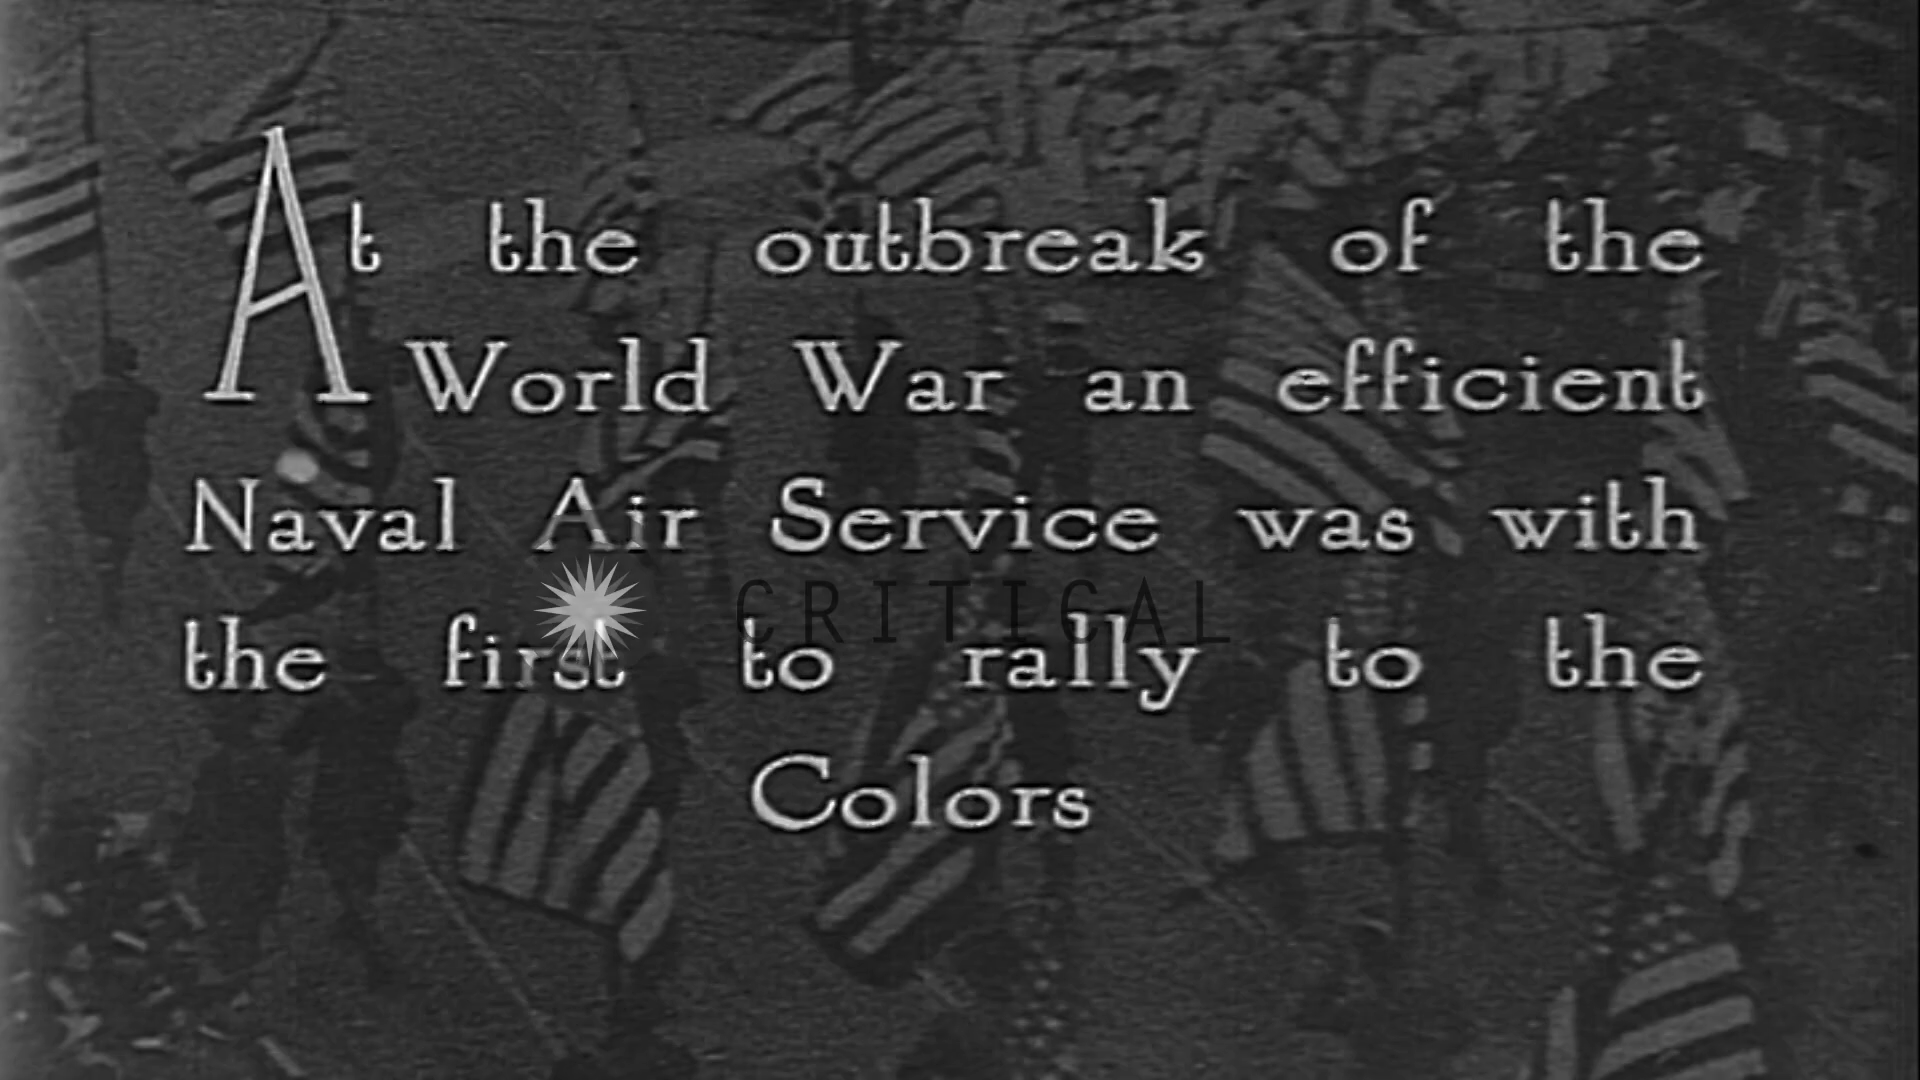 At the outbreak of the
World War an efficient
Naval Air Service was with
the first to rally to the
Colors
CRITICAL